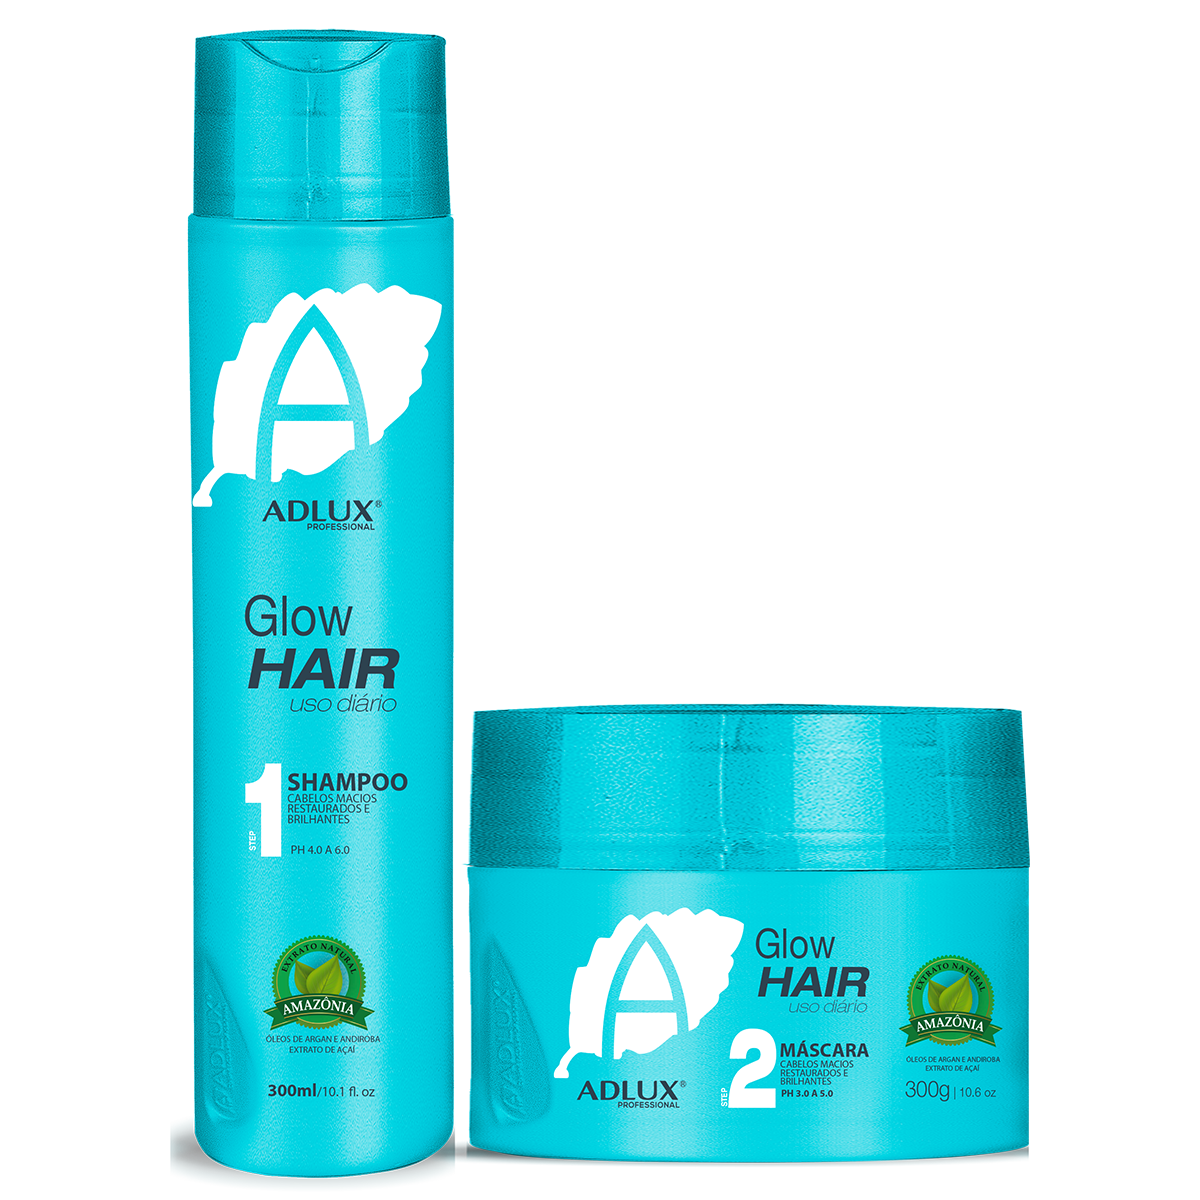 A
ADLUX®
PROFESSIONAL
Glow
HAIR
uso diário
STEP
1
SHAMPOO
CABELOS MACIOS
RESTAURADOS E
BRILHANTES
PH 4.0 A 6.0
EXTRATO NATURAL
AMAZÔNIA
ÓLEOS DE ARGAN E ANDIROBA
EXTRATO DE AÇAÍ
300ml/10.1 fl. oz
ADLUX®
A
ADLUX®
PROFESSIONAL
Glow
HAIR
uso diário
STEP
2
MÁSCARA
CABELOS MACIOS
RESTAURADOS E
BRILHANTES
PH 3.0 A 5.0
EXTRATO NATURAL
AMAZÔNIA
ÓLEOS DE ARGAN E ANDIROBA
EXTRATO DE AÇAÍ
300g | 10.6 oz
ADLUX®